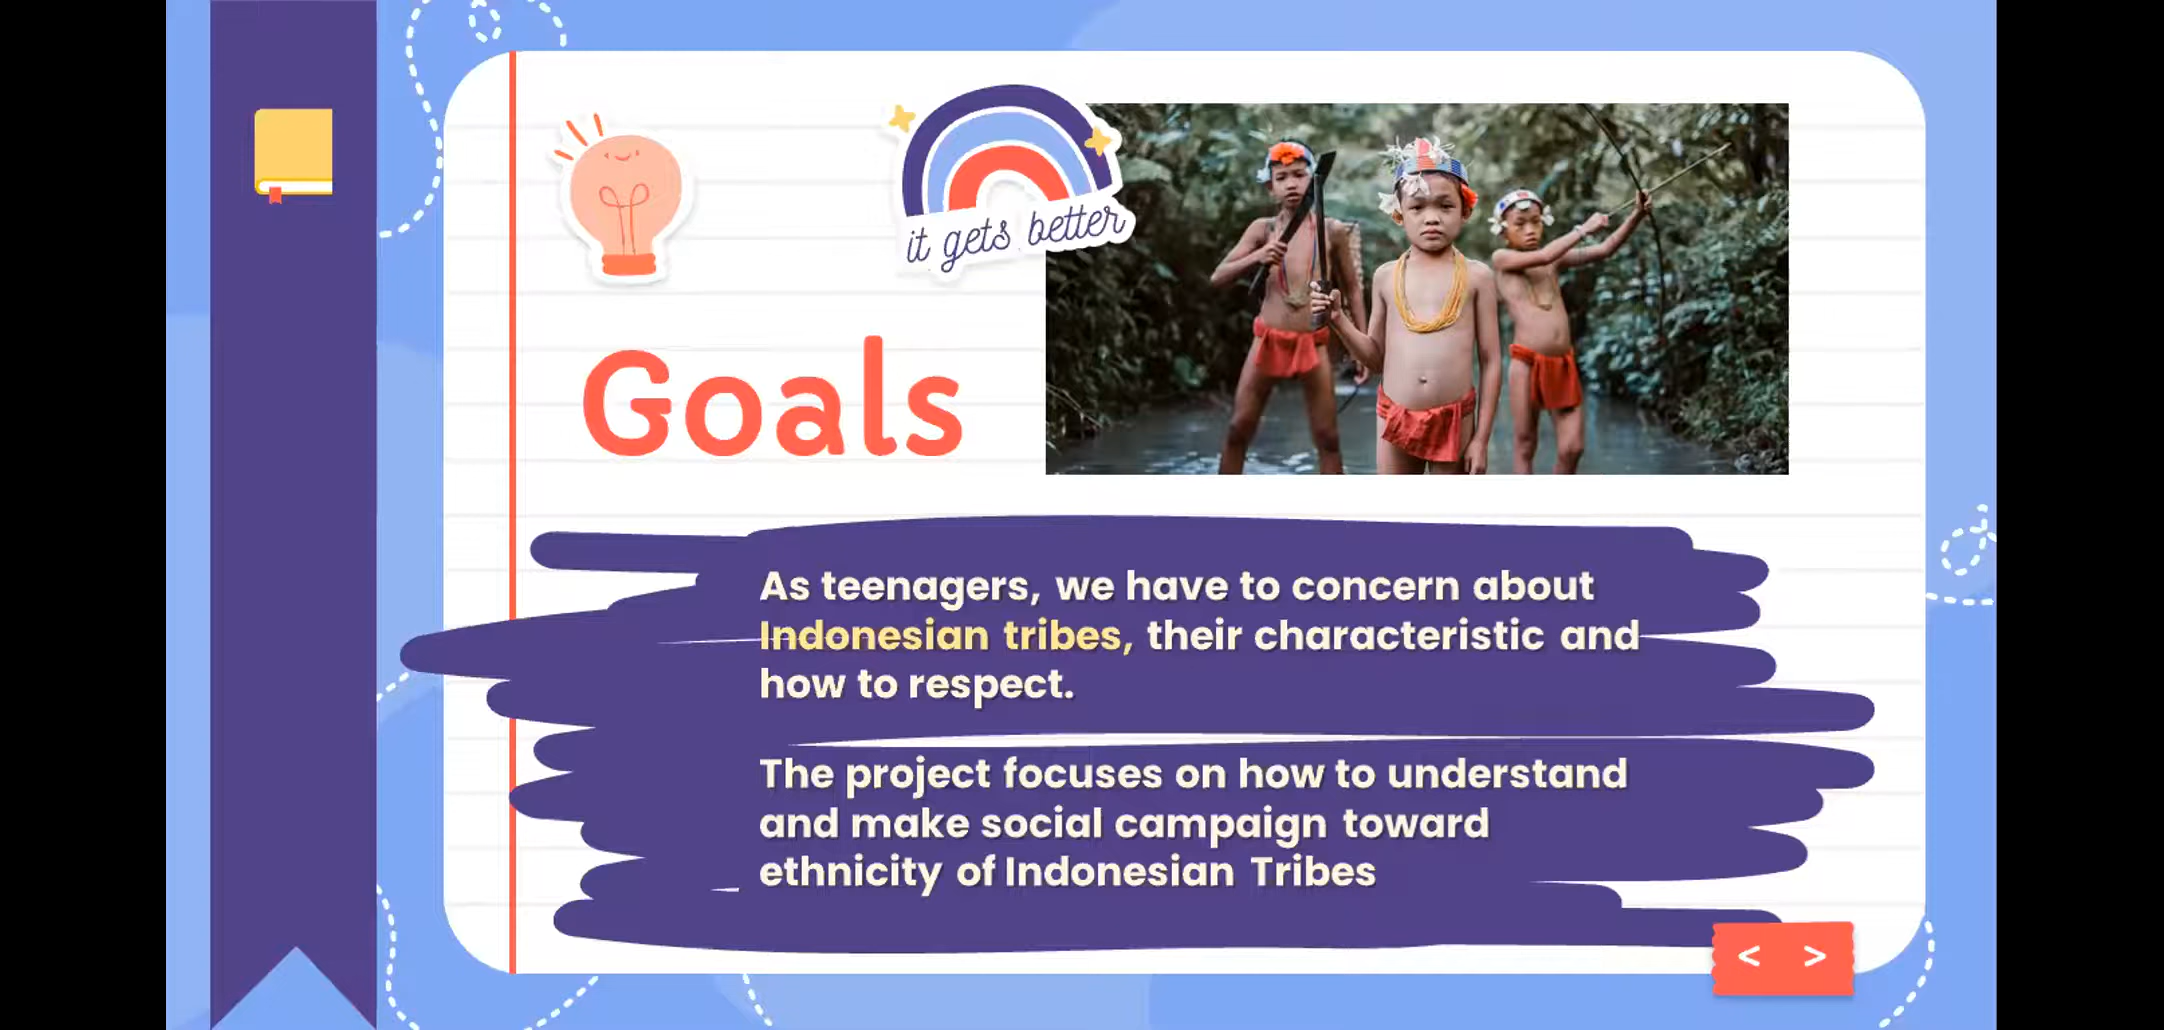 it gets better
Goals
As teenagers, we have to concern about
Indonesian tribes, their characteristic and
how to respect.
The project focuses on how to understand
and make social campaign toward
ethnicity of Indonesian Tribes
< >